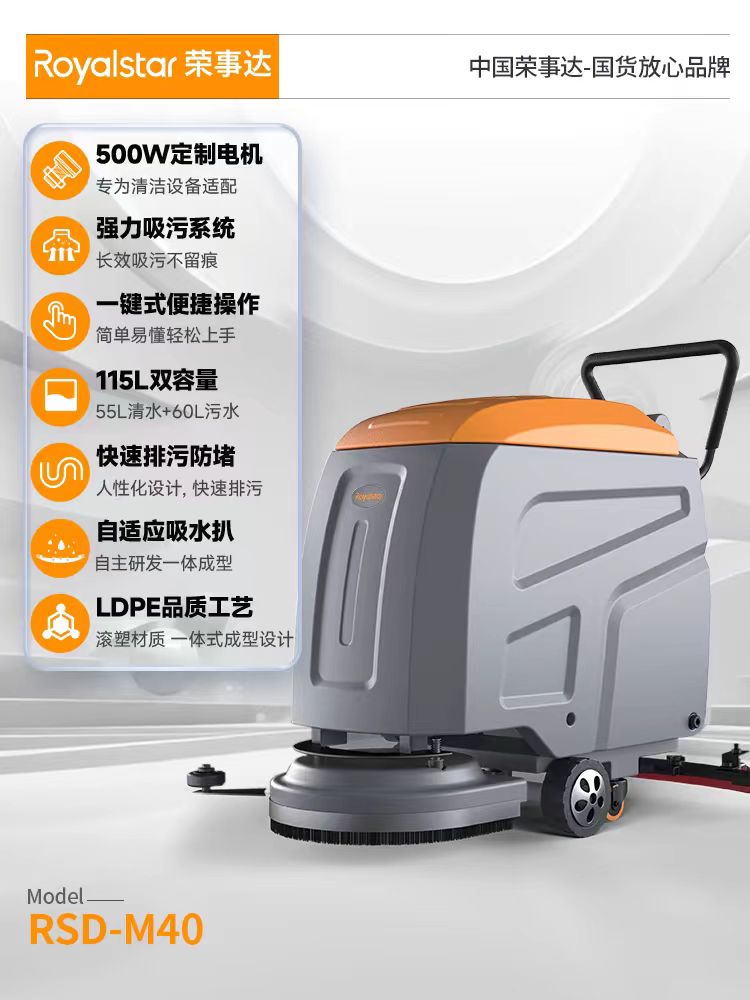 Royalstar 荣事达
中国荣事达-国货放心品牌
500W定制电机
专为清洁设备适配
强力吸污系统
长效吸污不留痕
一键式便捷操作
简单易懂轻松上手
115L双容量
55L清水+60L污水
快速排污防堵
人性化设计, 快速排污
自适应吸水扒
自主研发一体成型
LDPE品质工艺
滚塑材质 一体式成型设计
Royalstar
Model
RSD-M40